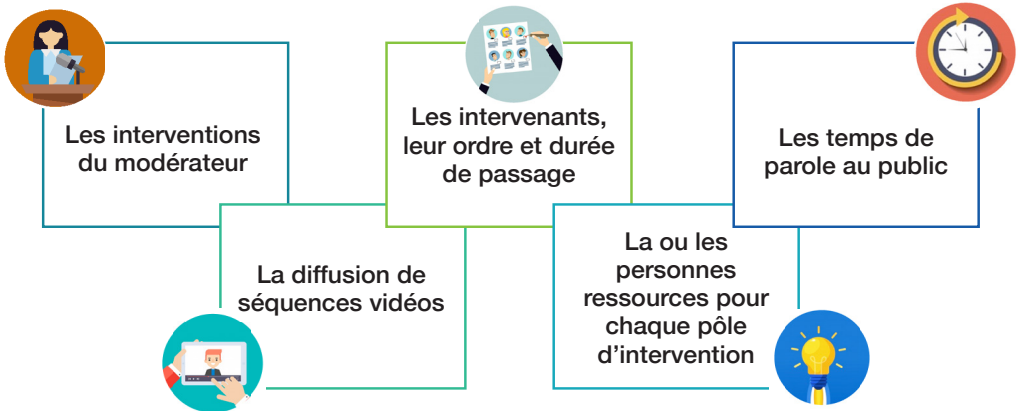 Les interventions
du modérateur
La diffusion de
séquences vidéos
Les intervenants,
leur ordre et durée
de passage
La ou les
personnes
ressources pour
chaque pôle
d’intervention
Les temps de
parole au public